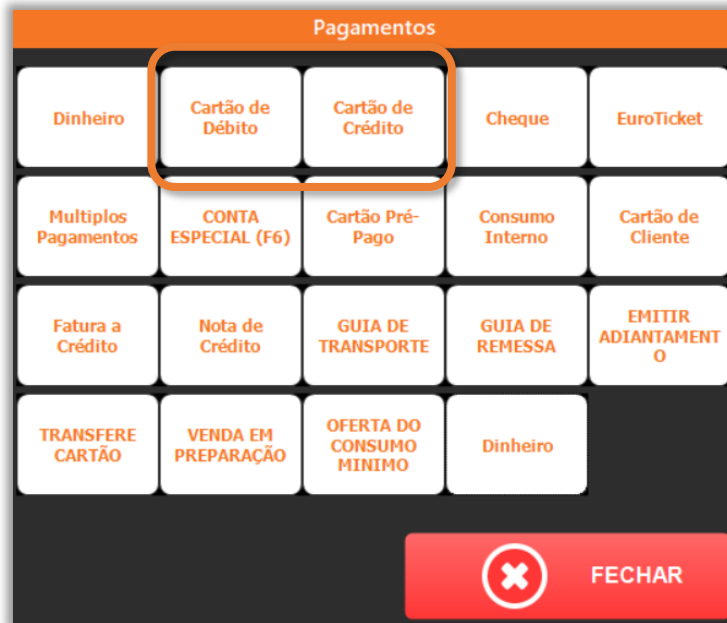 Pagamentos
Dinheiro
Cartão de
Débito
Cartão de
Crédito
Cheque
EuroTicket
Multiplos
Pagamentos
CONTA
ESPECIAL (F6)
Cartão Pré-
Pago
Consumo
Interno
Cartão de
Cliente
Fatura a
Crédito
Nota de
Crédito
GUIA DE
TRANSPORTE
GUIA DE
REMESSA
EMITIR
ADIANTAMENT
O
TRANSFERE
CARTÃO
VENDA EM
PREPARAÇÃO
OFERTA DO
CONSUMO
MINIMO
Dinheiro
FECHAR